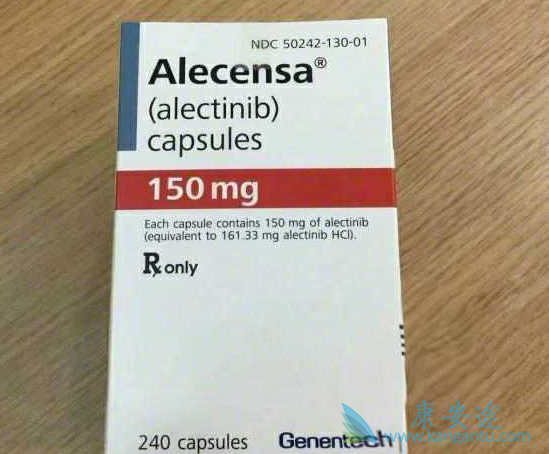 NDC 50242-130-01
Alecensa®
(alectinib)
capsules
150 mg
Each capsule contains 150 mg of alectinib
(equivalent to 161.33 mg alectinib HCl).
Rx only
240 capsules
Genentech
康安途